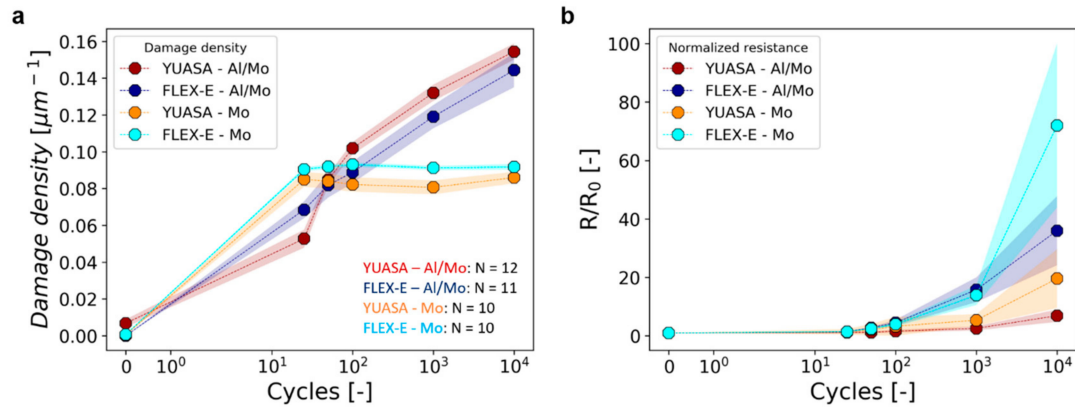 a
Damage density [μm⁻¹]
0.16
0.14
0.12
0.10
0.08
0.06
0.04
0.02
0.00
Damage density
YUASA - Al/Mo
FLEX-E - Al/Mo
YUASA - Mo
FLEX-E - Mo
YUASA – Al/Mo: N = 12
FLEX-E – Al/Mo: N = 11
YUASA - Mo: N = 10
FLEX-E - Mo: N = 10
0 10⁰ 10¹ 10² 10³ 10⁴
Cycles [-]
b
R/R₀ [-]
100
80
60
40
20
0
Normalized resistance
YUASA - Al/Mo
FLEX-E - Al/Mo
YUASA - Mo
FLEX-E - Mo
0 10⁰ 10¹ 10² 10³ 10⁴
Cycles [-]